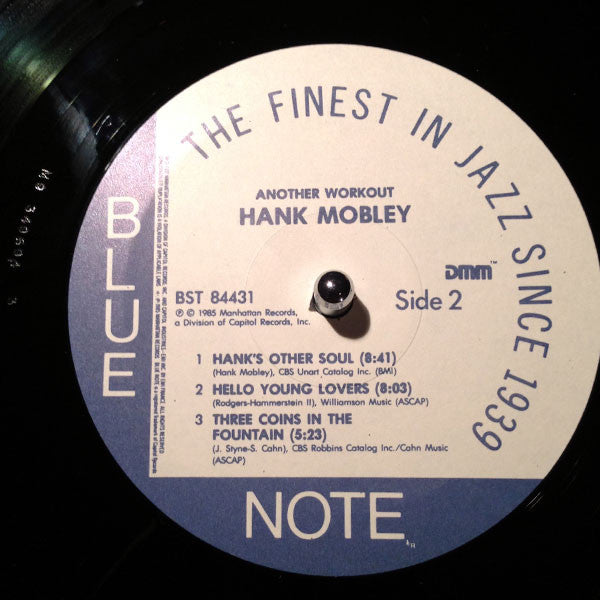 THE FINEST IN JAZZ SINCE 1939
ANOTHER WORKOUT
HANK MOBLEY
DMM™
BST 84431
Side 2
℗ © 1985 Manhattan Records,
a Division of Capitol Records, Inc.
1 HANK'S OTHER SOUL (8:41)
(Hank Mobley), CBS Unart Catalog Inc. (BMI)
2 HELLO YOUNG LOVERS (8:03)
(Rodgers-Hammerstein II), Williamson Music (ASCAP)
3 THREE COINS IN THE
FOUNTAIN (5:23)
(J. Styne-S. Cahn), CBS Robbins Catalog Inc./Cahn Music
(ASCAP)
BLUE
NOTE